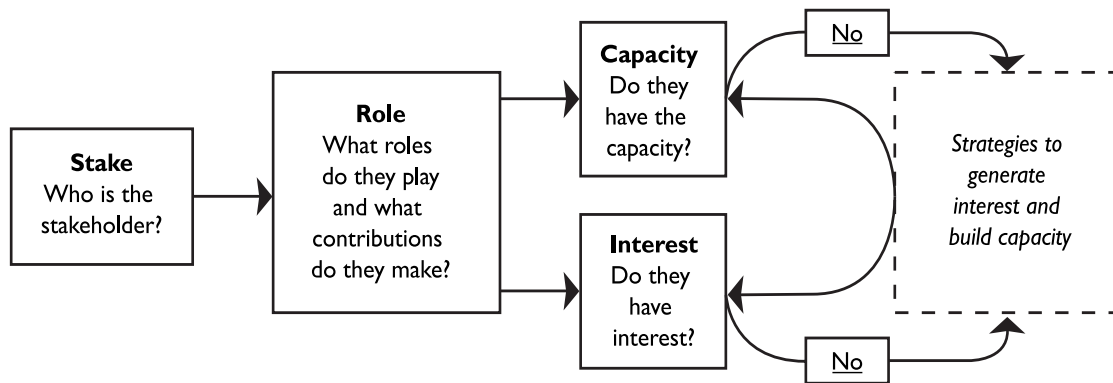 Stake
Who is the
stakeholder?
Role
What roles
do they play
and what
contributions
do they make?
Capacity
Do they
have the
capacity?
Interest
Do they
have
interest?
No
No
Strategies to
generate
interest and
build capacity